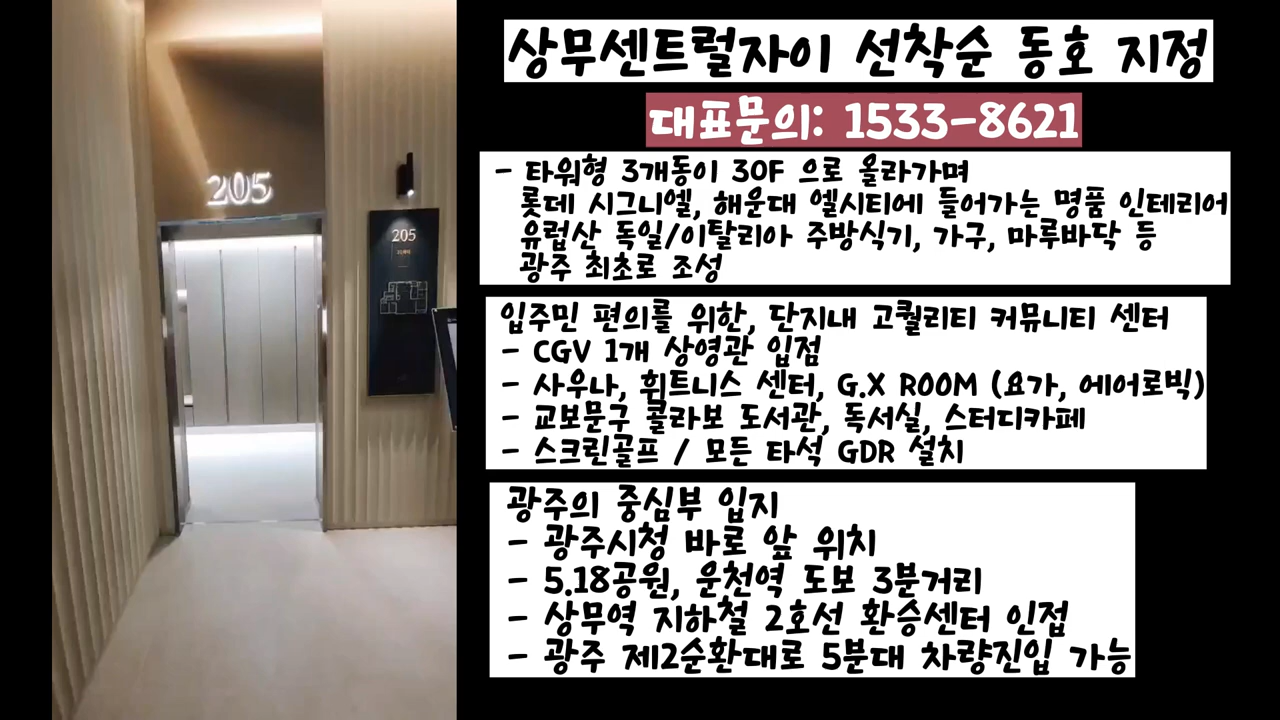 205
205
상무센트럴자이 선착순 동호 지정
대표문의: 1533-8621
- 타워형 3개동이 30F 으로 올라가며
롯데 시그니엘, 해운대 엘시티에 들어가는 명품 인테리어
유럽산 독일/이탈리아 주방식기, 가구, 마루바닥 등
광주 최초로 조성
입주민 편의를 위한, 단지내 고퀄리티 커뮤니티 센터
- CGV 1개 상영관 입점
- 사우나, 휘트니스 센터, G.X ROOM (요가, 에어로빅)
- 교보문구 콜라보 도서관, 독서실, 스터디카페
- 스크린골프 / 모든 타석 GDR 설치
광주의 중심부 입지
- 광주시청 바로 앞 위치
- 5.18공원, 운천역 도보 3분거리
- 상무역 지하철 2호선 환승센터 인접
- 광주 제2순환대로 5분대 차량진입 가능